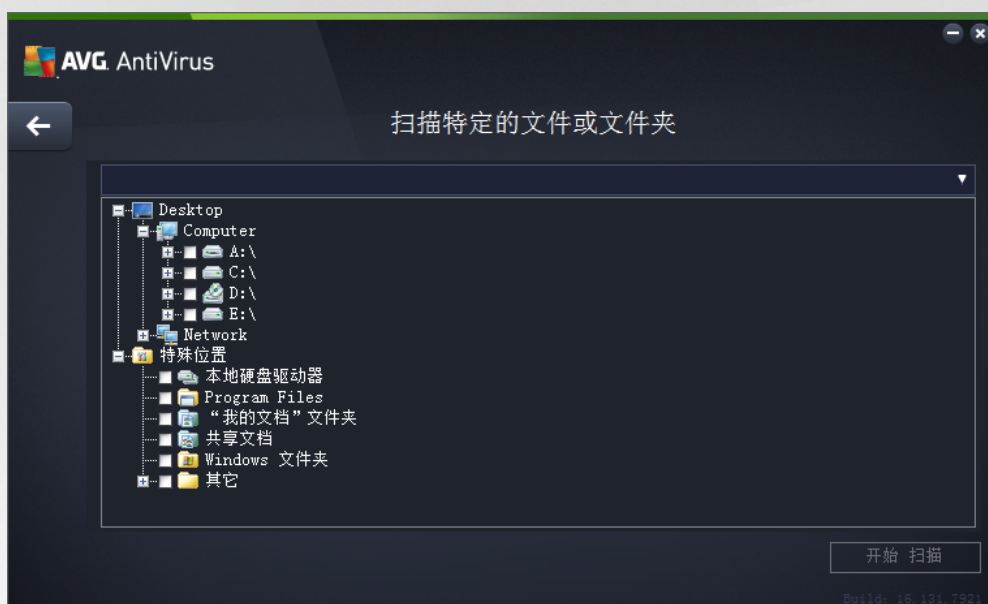 AVG. AntiVirus
扫描特定的文件或文件夹
Desktop
Computer
A:\
C:\
D:\
E:\
Network
特殊位置
本地硬盘驱动器
Program Files
“我的文档”文件夹
共享文档
Windows 文件夹
其它
开始 扫描
Build: 16.131.7921